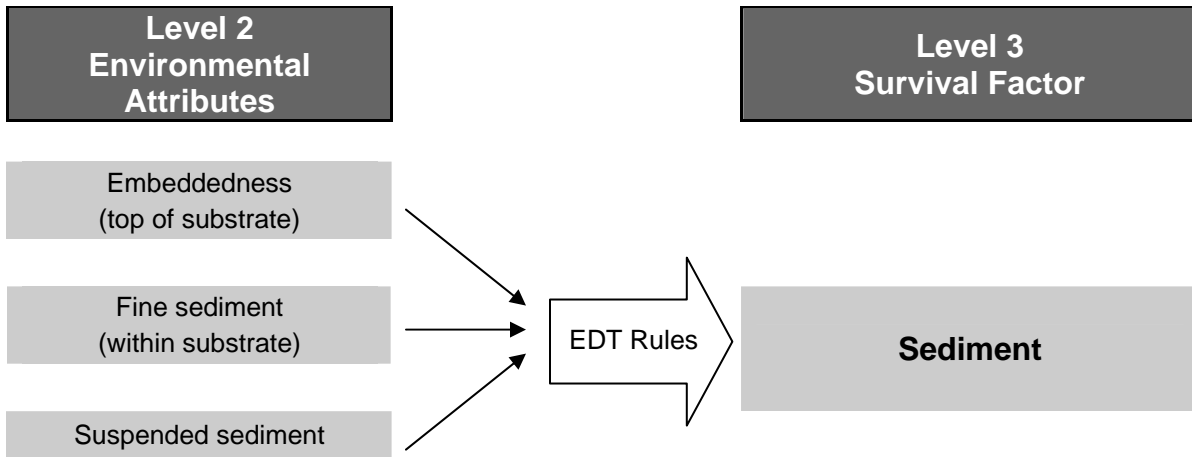 Level 2
Environmental
Attributes
Level 3
Survival Factor
Embeddedness
(top of substrate)
Fine sediment
(within substrate)
Suspended sediment
EDT Rules
Sediment